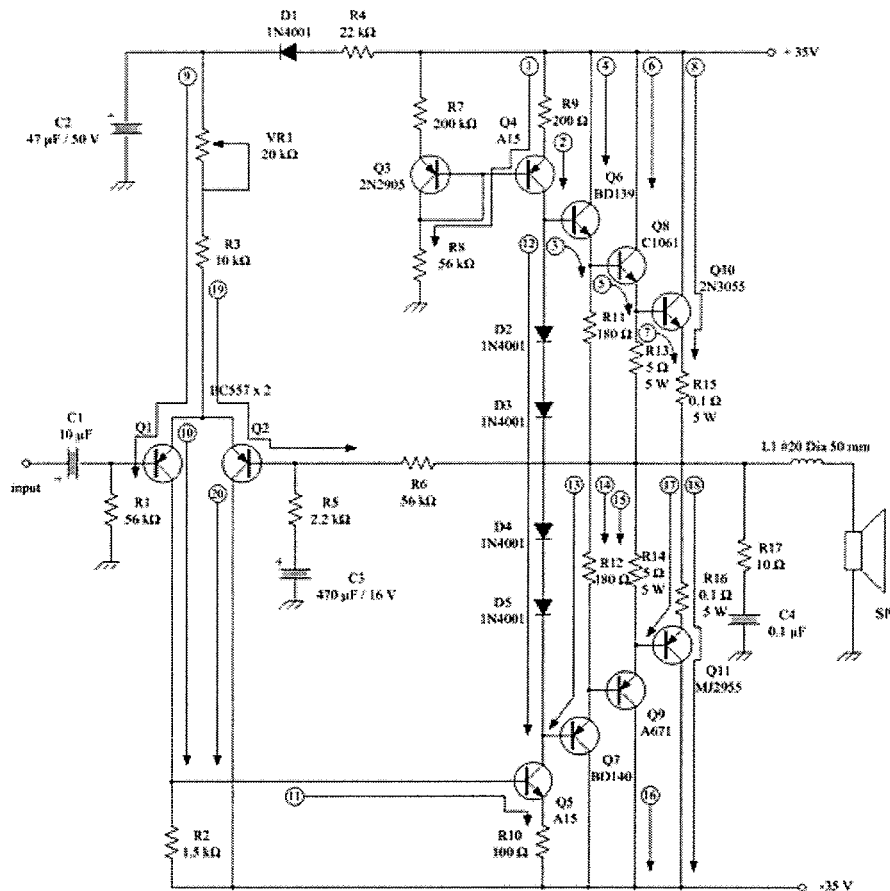 D1
1N4001
R4
22 kΩ
+ 35V
9
3
4
6
8
C2
47 µF / 50 V
VR1
20 kΩ
R7
200 kΩ
Q4
A15
R9
200 Ω
2
Q3
2N2905
Q6
BD139
R3
10 kΩ
R8
56 kΩ
12
3
Q8
C1061
19
5
Q10
2N3055
D2
1N4001
R11
180 Ω
7
R13
5 Ω
5 W
R15
0.1 Ω
5 W
BC557 x 2
D3
1N4001
C1
10 µF
Q1
10
Q2
L1 #20 Dia 50 mm
input
R1
56 kΩ
20
R5
2.2 kΩ
R6
56 kΩ
13
14
15
17
18
D4
1N4001
R12
180 Ω
R14
5 Ω
5 W
R17
10 Ω
C3
470 µF / 16 V
D5
1N4001
R16
0.1 Ω
5 W
C4
0.1 µF
SP
Q11
MJ2955
Q9
A671
Q7
BD140
11
Q5
A15
16
R2
1.5 kΩ
R10
100 Ω
-35 V